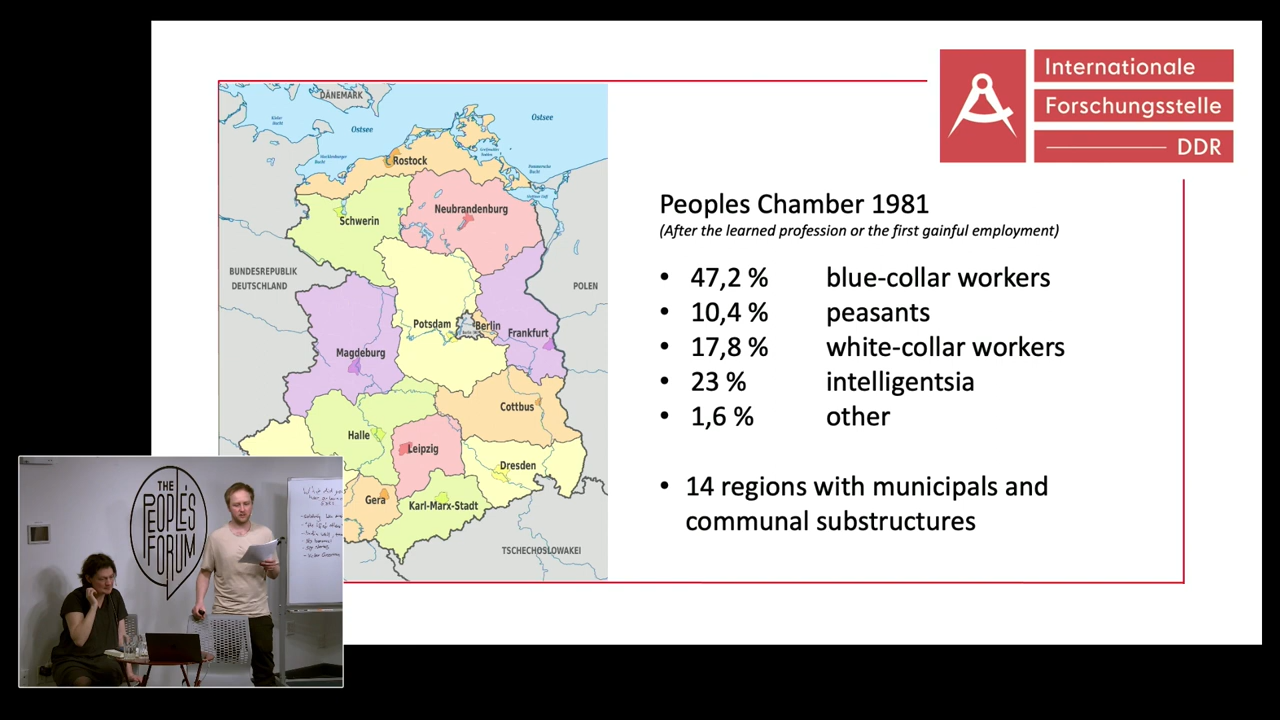 Internationale
Forschungsstelle
DDR
DÄNEMARK
Ostsee
Ostsee
Rostock
Schwerin
Neubrandenburg
BUNDESREPUBLIK
DEUTSCHLAND
POLEN
Potsdam
Berlin
Frankfurt
Magdeburg
Cottbus
Halle
Leipzig
Dresden
Gera
Karl-Marx-Stadt
TSCHECHOSLOWAKEI
Peoples Chamber 1981
(After the learned profession or the first gainful employment)
• 47,2 % blue-collar workers
• 10,4 % peasants
• 17,8 % white-collar workers
• 23 % intelligentsia
• 1,6 % other
• 14 regions with municipals and
communal substructures
THE
PEOPLE'S
FORUM